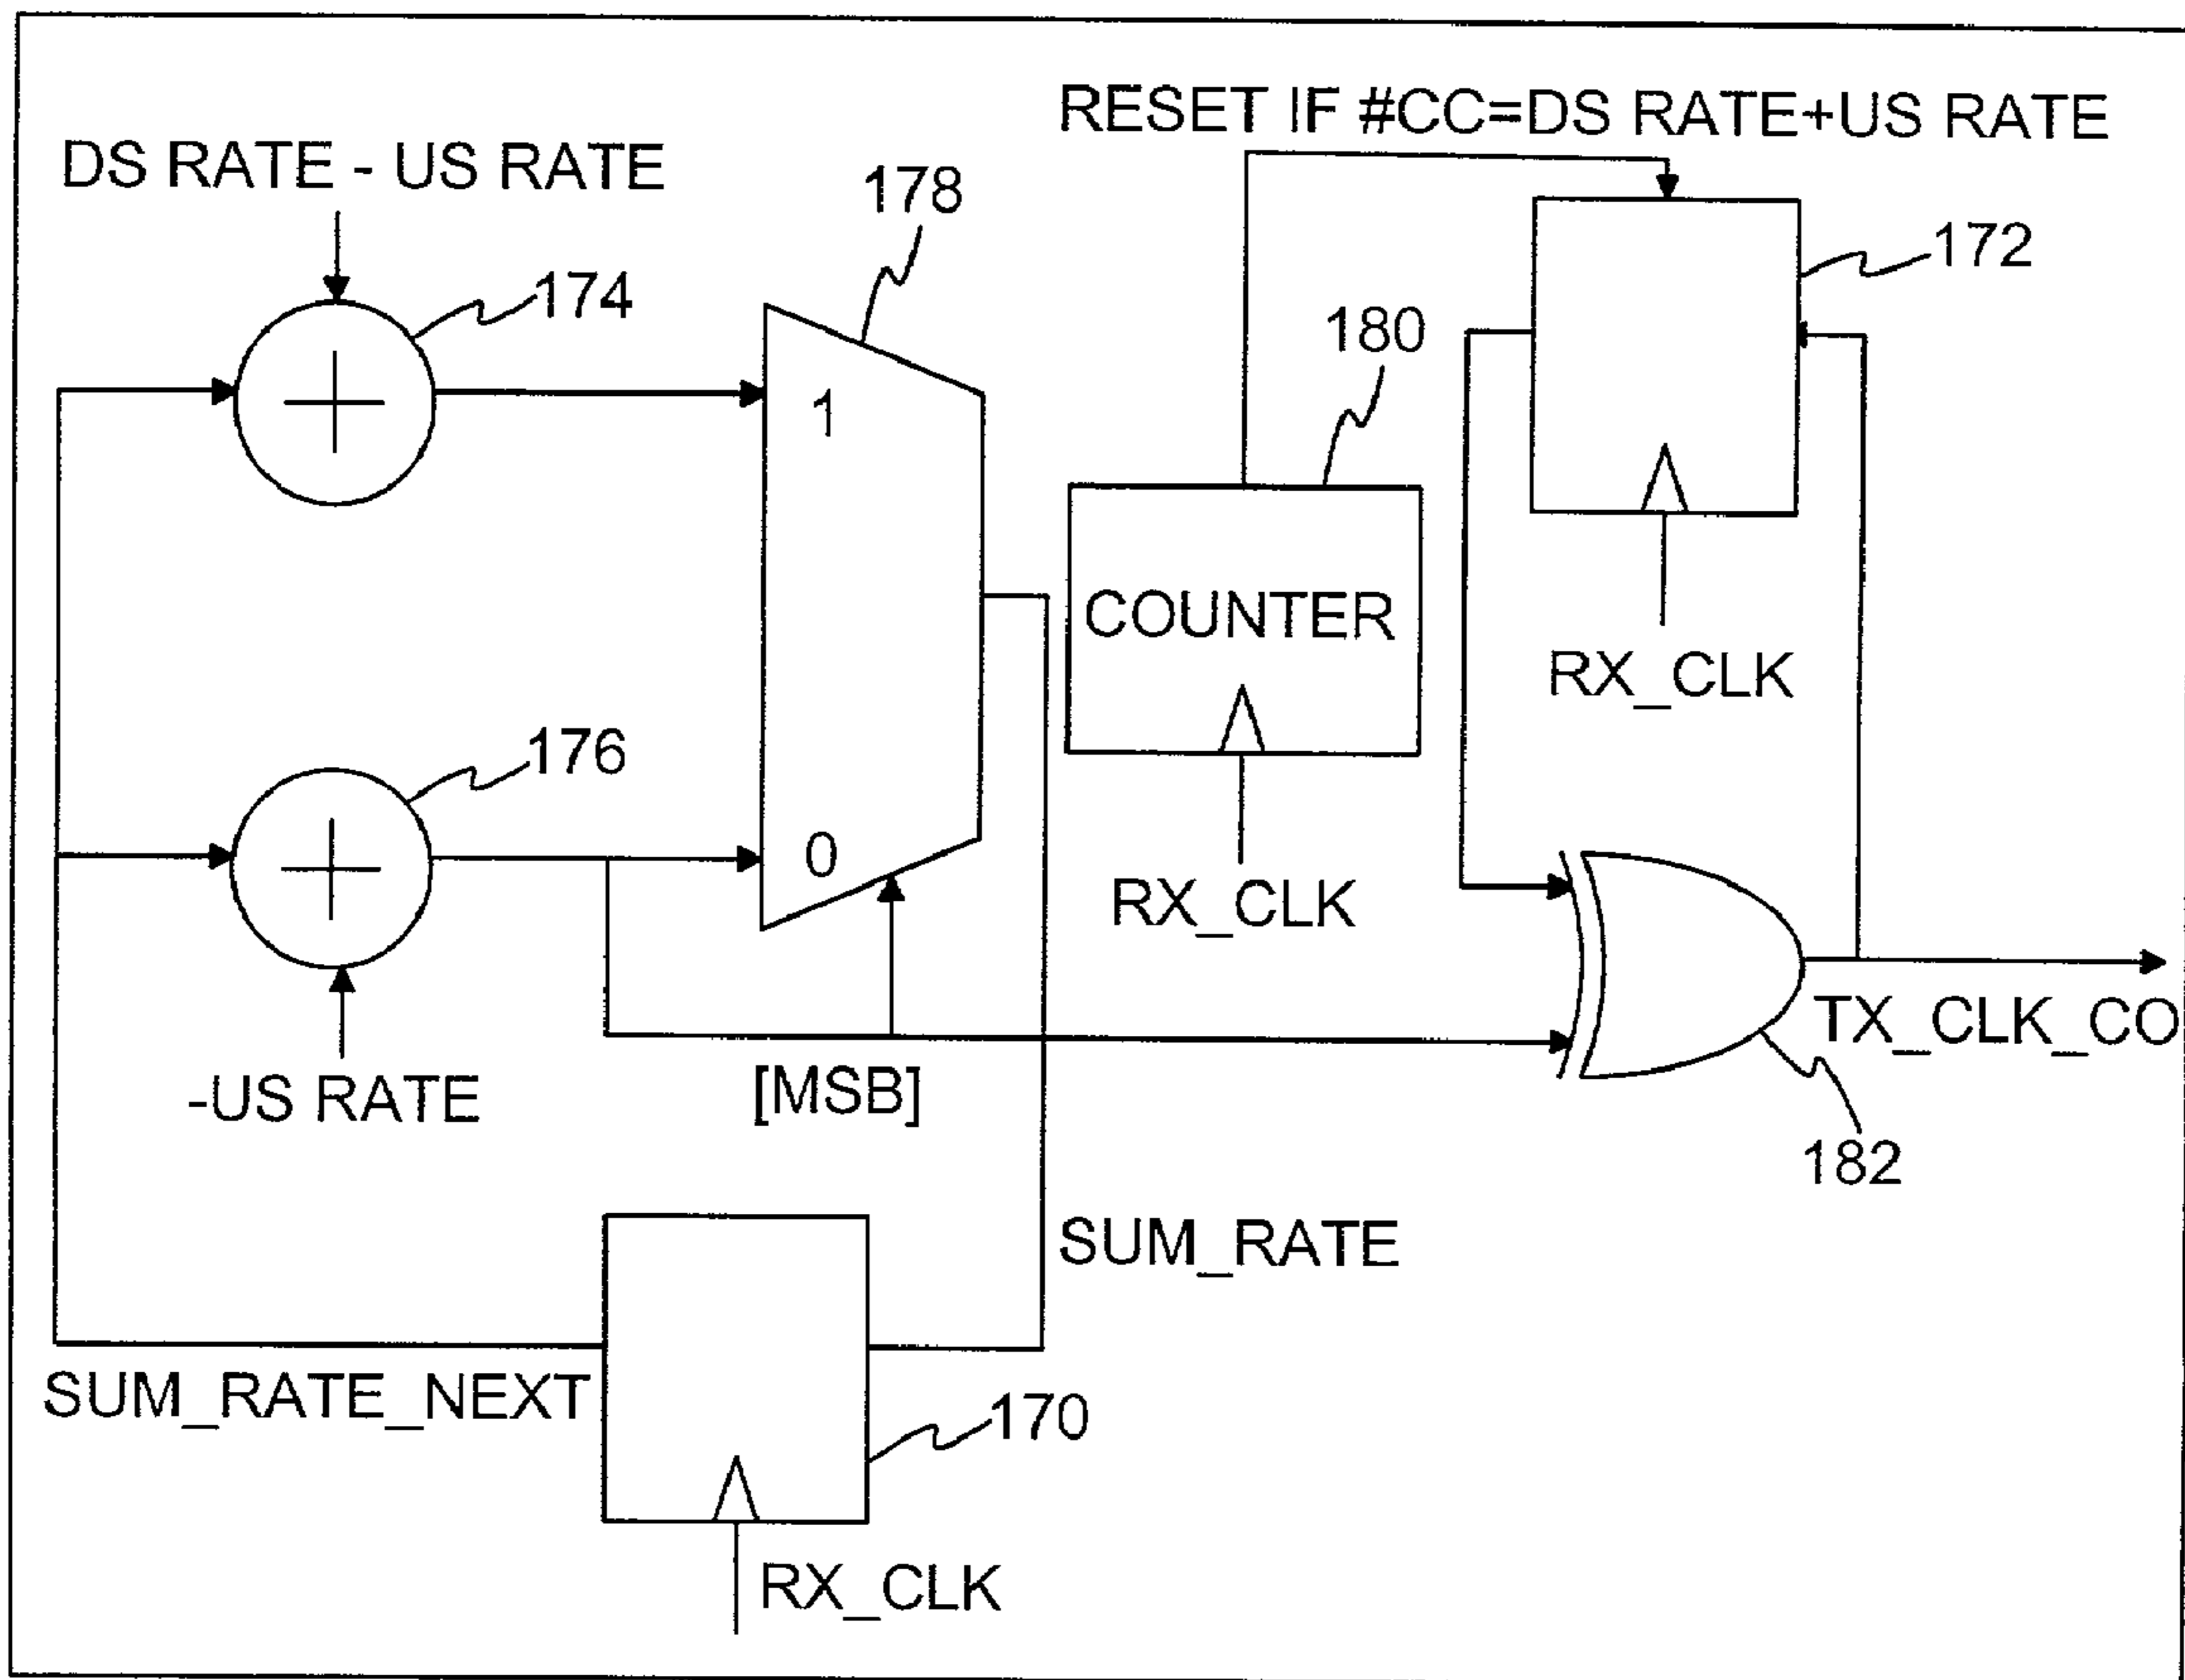 RESET IF #CC=DS RATE+US RATE
DS RATE - US RATE
178
172
174
180
1
COUNTER
RX_CLK
176
0
RX_CLK
TX_CLK_CO
-US RATE
[MSB]
182
SUM_RATE
SUM_RATE_NEXT
170
RX_CLK